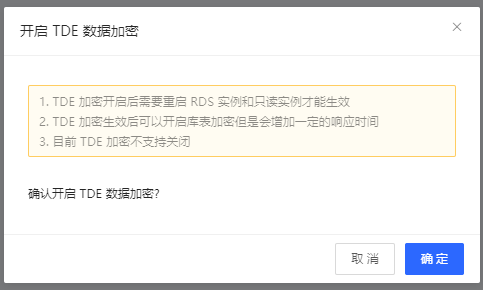 开启 TDE 数据加密
1. TDE 加密开启后需要重启 RDS 实例和只读实例才能生效
2. TDE 加密生效后可以开启库表加密但是会增加一定的响应时间
3. 目前 TDE 加密不支持关闭
确认开启 TDE 数据加密?
取 消
确 定